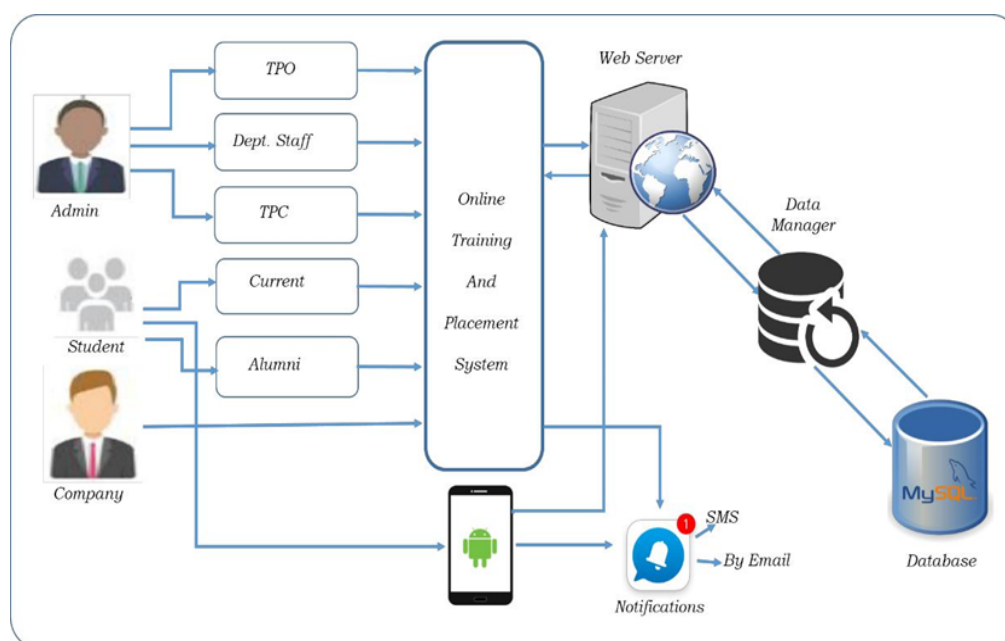 TPO
Dept. Staff
TPC
Current
Alumni
Admin
Student
Company
Online
Training
And
Placement
System
Web Server
Data
Manager
MySQL
Database
1
SMS
By Email
Notifications